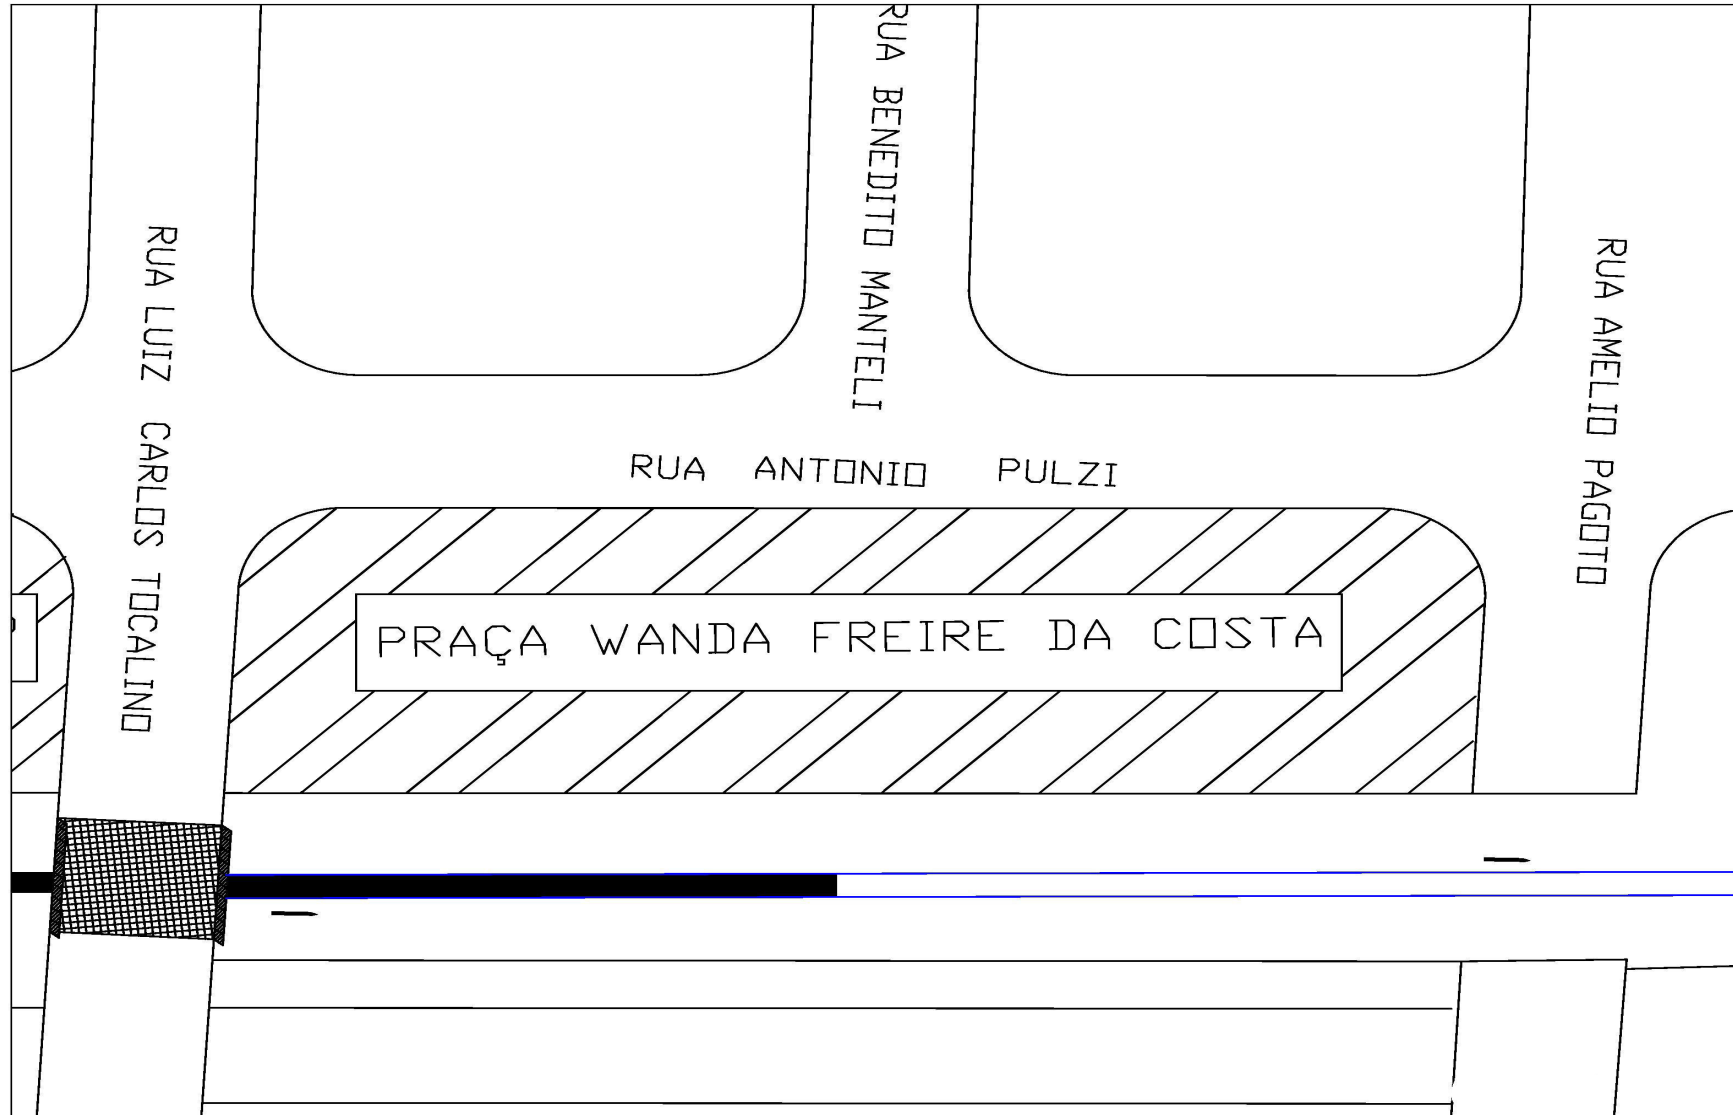 RUA BENEDITO MANTELI
RUA LUIZ CARLOS TOCALINO
RUA AMELIO PAGOTO
RUA ANTONIO PULZI
PRAÇA WANDA FREIRE DA COSTA